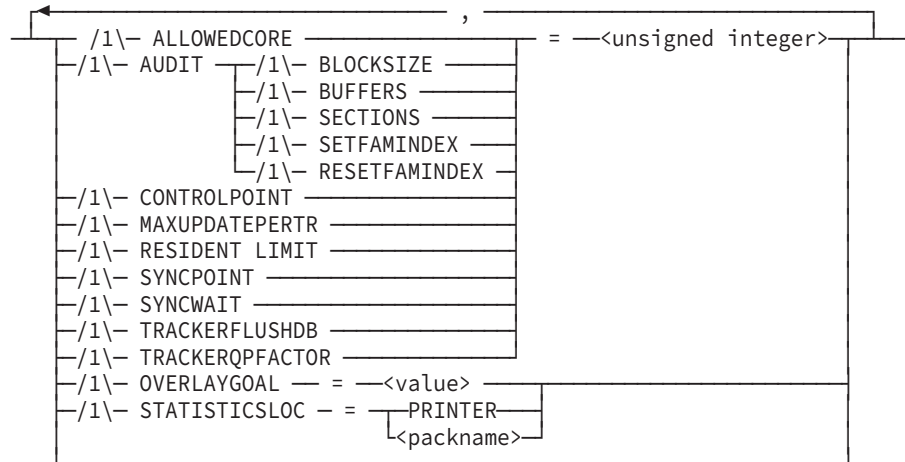 ,
/1\ ALLOWEDCORE = <unsigned integer>
/1\ AUDIT /1\ BLOCKSIZE
/1\ BUFFERS
/1\ SECTIONS
/1\ SETFAMINDEX
/1\ RESETFAMINDEX
/1\ CONTROLPOINT
/1\ MAXUPDATEPERTR
/1\ RESIDENT LIMIT
/1\ SYNCPOINT
/1\ SYNCWAIT
/1\ TRACKERFLUSHDB
/1\ TRACKERQPFACTOR
/1\ OVERLAYGOAL = <value>
/1\ STATISTICSLOC = PRINTER
<packname>